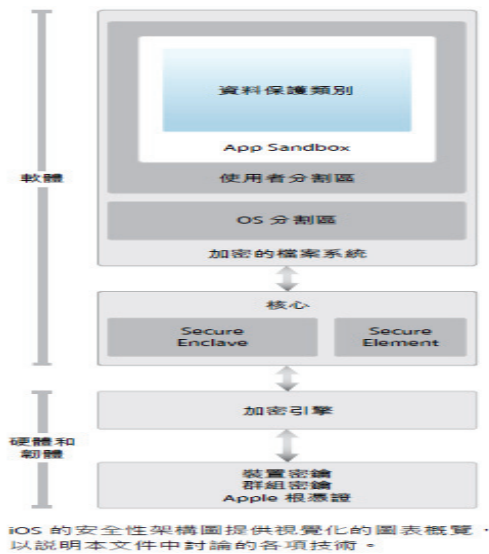 資料保護類別
App Sandbox
使用者分割區
OS 分割區
加密的檔案系統
軟體
核心
Secure
Enclave
Secure
Element
加密引擎
硬體和
韌體
裝置密鑰
群組密鑰
Apple 根憑證
iOS 的安全性架構圖提供視覺化的圖表概覽，
以說明本文件中討論的各項技術。